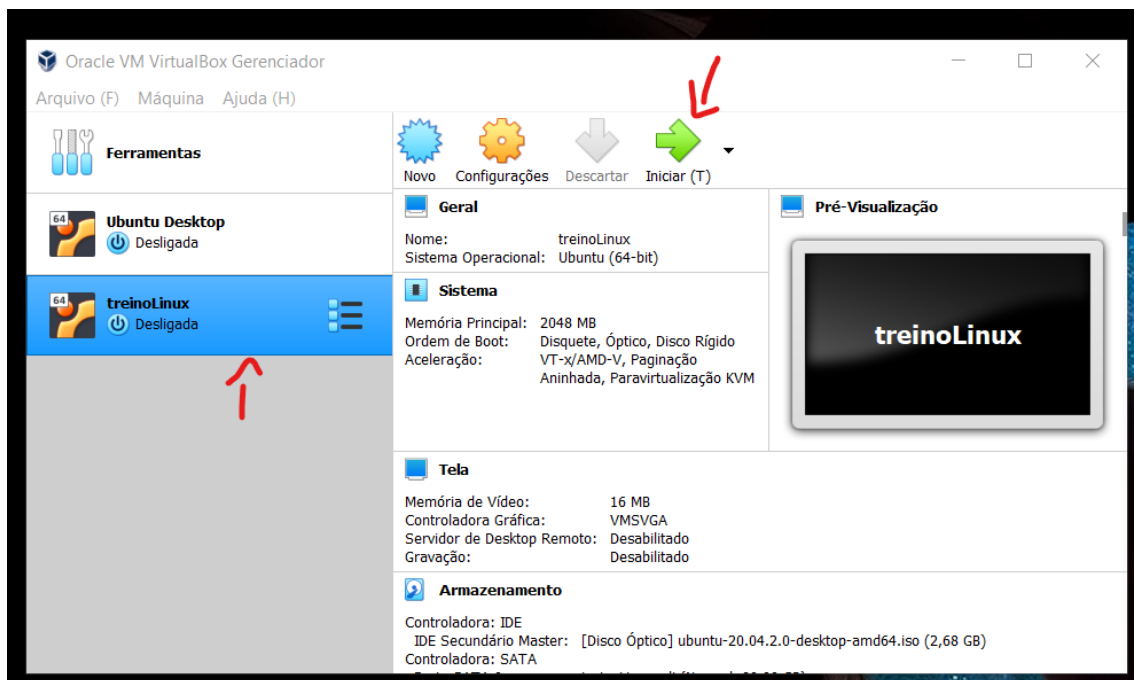 Oracle VM VirtualBox Gerenciador
Arquivo (F) Máquina Ajuda (H)
Ferramentas
64
Ubuntu Desktop
Desligada
64
treinoLinux
Desligada
Novo Configurações Descartar Iniciar (T)
Geral
Nome: treinoLinux
Sistema Operacional: Ubuntu (64-bit)
Pré-Visualização
treinoLinux
Sistema
Memória Principal: 2048 MB
Ordem de Boot: Disquete, Óptico, Disco Rígido
Aceleração: VT-x/AMD-V, Paginação
Aninhada, Paravirtualização KVM
Tela
Memória de Vídeo: 16 MB
Controladora Gráfica: VMSVGA
Servidor de Desktop Remoto: Desabilitado
Gravação: Desabilitado
Armazenamento
Controladora: IDE
IDE Secundário Master: [Disco Óptico] ubuntu-20.04.2.0-desktop-amd64.iso (2,68 GB)
Controladora: SATA